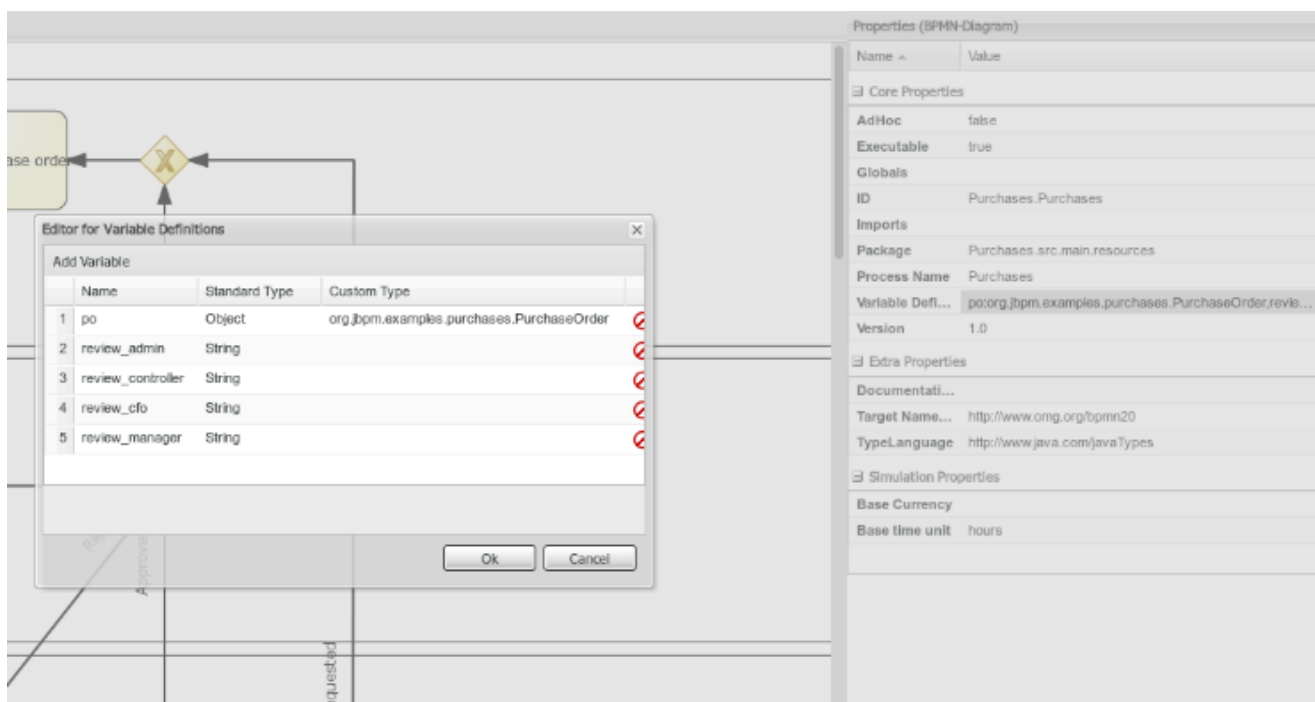 Properties (BPMN-Diagram)
Name Value
Core Properties
AdHoc false
Executable true
Globals
ID Purchases.Purchases
Imports
Package Purchases.src.main.resources
Process Name Purchases
Variable Defi... po:org.jbpm.examples.purchases.PurchaseOrder,revie...
Version 1.0
Extra Properties
Documentati...
Target Name... http://www.omg.org/bpmn20
TypeLanguage http://www.java.com/javaTypes
Simulation Properties
Base Currency
Base time unit hours
ase orde
X
Editor for Variable Definitions
Add Variable
Name Standard Type Custom Type
1 po Object org.jbpm.examples.purchases.PurchaseOrder
2 review_admin String
3 review_controller String
4 review_cfo String
5 review_manager String
Ok Cancel
Approve
quested